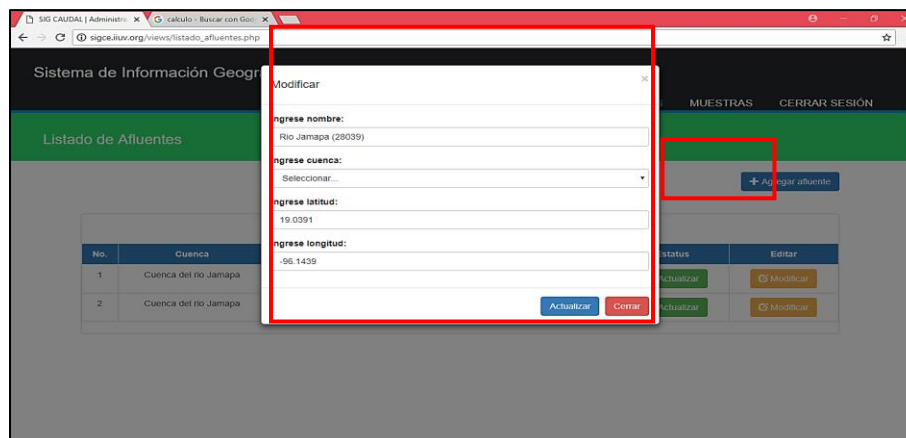 SIG CAUDAL | Administra
calculo - Buscar con Goo
sigce.iiuv.org/views/listado_afluentes.php
Sistema de Información Geogr
MUESTRAS
CERRAR SESIÓN
Listado de Afluentes
Agregar afluente
Modificar
ngrese nombre:
Rio Jamapa (28039)
ngrese cuenca:
Seleccionar...
ngrese latitud:
19.0391
ngrese longitud:
-96.1439
Actualizar Cerrar
No. Cuenca Estatus Editar
1 Cuenca del rio Jamapa Actualizar Modificar
2 Cuenca del rio Jamapa Actualizar Modificar